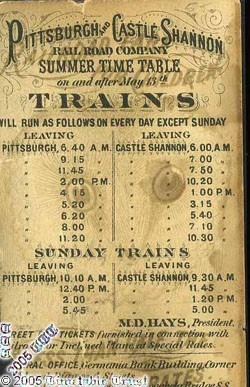 PITTSBURGH AND CASTLE SHANNON
RAIL ROAD COMPANY
SUMMER TIME TABLE
on and after May 13th
TRAINS
WILL RUN AS FOLLOWS ON EVERY DAY EXCEPT SUNDAY
LEAVING LEAVING
PITTSBURGH, 6.40 A.M. CASTLE SHANNON, 6.00 A.M.
9.15 7.00
11.45 7.50
2.00 P.M. 10.20
4.00 1.00 P.M.
5.20 3.15
6.20 5.00
8.00 7.10
11.20 10.30
SUNDAY TRAINS
LEAVING LEAVING
PITTSBURGH, 10.10 A.M. CASTLE SHANNON, 9.30 A.M.
12.40 P.M. 11.45
2.00 1.20 P.M.
5.40 5.00
M.D. HAYS, President.
TICKETS furnished in connection with
or Inclined Plane at Special Rates.
OFFICE, Germania Bank Building, Corner
© 2005